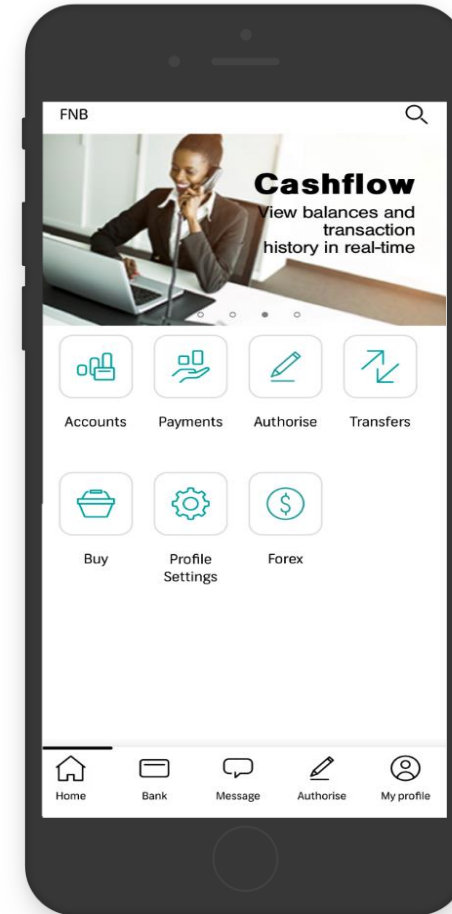 FNB
Cashflow
View balances and
transaction
history in real-time
Accounts
Payments
Authorise
Transfers
Buy
Profile
Settings
Forex
Home
Bank
Message
Authorise
My profile